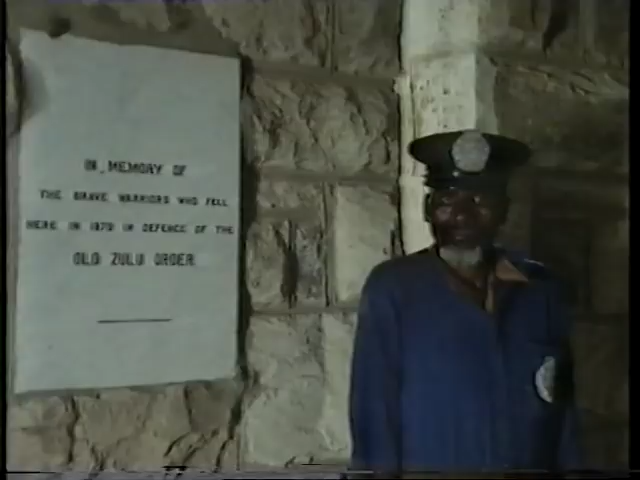 IN MEMORY OF
THE BRAVE WARRIORS WHO FELL
HERE IN 1879 IN DEFENCE OF THE
OLD ZULU ORDER